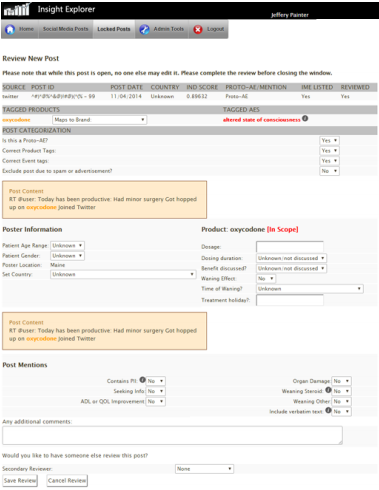 Insight Explorer
Jeffery Painter
Home Social Media Posts Locked Posts Admin Tools Logout
Review New Post
Please note that while this post is open, no one else may edit it. Please complete the review before closing the window.
SOURCE POST ID POST DATE COUNTRY IND SCORE PROTO-AE/MENTION IME LISTED REVIEWED
twitter - 99 11/04/2014 United 0.89632 Proto-AE Yes Yes
TAGGED PRODUCTS TAGGED AES
oxycodone Maps to Brand: altered state of consciousness
POST CATEGORIZATION
Is this a Proto-AE? Yes
Correct Product Tags: Yes
Correct Event tags: Yes
Exclude post due to spam or advertisement? No
Post Content
RT @user: Today has been productive. Had minor surgery Got hopped
up on oxycodone Joined Twitter
Poster Information Product: oxycodone [In Scope]
Patient Age Range: Unknown
Patient Gender: Unknown
Poster Location: Maine
Set Country: Unknown
Dosage:
Dosing duration: Unknown/not discussed
Benefit discussed? Unknown/not discussed
Waning Effect: No
Time of Waning? Unknown
Treatment holiday?:
Post Content
RT @user: Today has been productive. Had minor surgery Got hopped
up on oxycodone Joined Twitter
Post Mentions
Contains PII: No Organ Damage: No
Seeking Info: No Weaning Steroid: No
ADL or QOL Improvement: No Weaning Other: No
Include verbatim text: No
Any additional comments:
Would you like to have someone else review this post?
Secondary Reviewer: None
Save Review Cancel Review